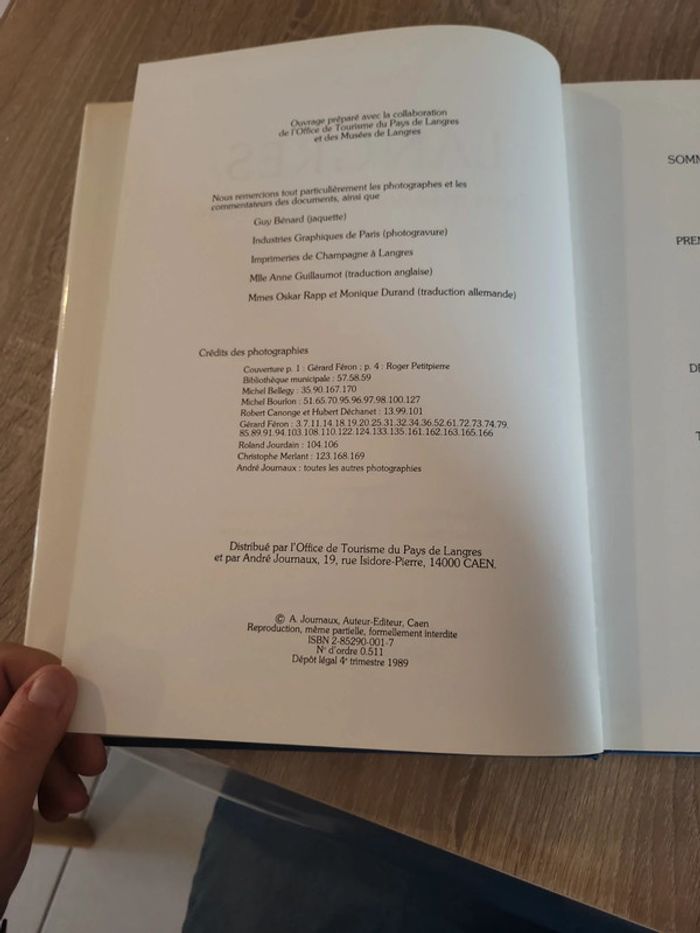 Ouvrage préparé avec la collaboration
de l'Office de Tourisme du Pays de Langres
et des Musées de Langres
Nous remercions tout particulièrement les photographes et les
commentateurs des documents, ainsi que
Guy Bénard (jaquette)
Industries Graphiques de Paris (photogravure)
Imprimeries de Champagne à Langres
Mlle Anne Guillaumot (traduction anglaise)
Mmes Oskar Rapp et Monique Durand (traduction allemande)
Crédits des photographies
Couverture p. 1 : Gérard Féron ; p. 4 : Roger Petitpierre
Bibliothèque municipale : 57.58.59
Michel Bellegy : 35.90.167.170
Michel Bourlon : 51.65.70.95.96.97.98.100.127
Robert Canonge et Hubert Déchanet : 13.99.101
Gérard Féron : 3.7.11.14.18.19.20.25.31.32.34.36.52.61.72.73.74.79.
85.89.91.94.103.108.110.122.124.133.135.161.162.163.165.166
Roland Jourdain : 104.106
Christophe Merlant : 123.168.169
André Journaux : toutes les autres photographies
Distribué par l'Office de Tourisme du Pays de Langres
et par André Journaux, 19, rue Isidore-Pierre, 14000 CAEN.
© A. Journaux, Auteur-Editeur, Caen
Reproduction, même partielle, formellement interdite
ISBN 2-85290-001-7
N° d'ordre 0.511
Dépôt légal 4e trimestre 1989
SOMM
PREM
DE
T